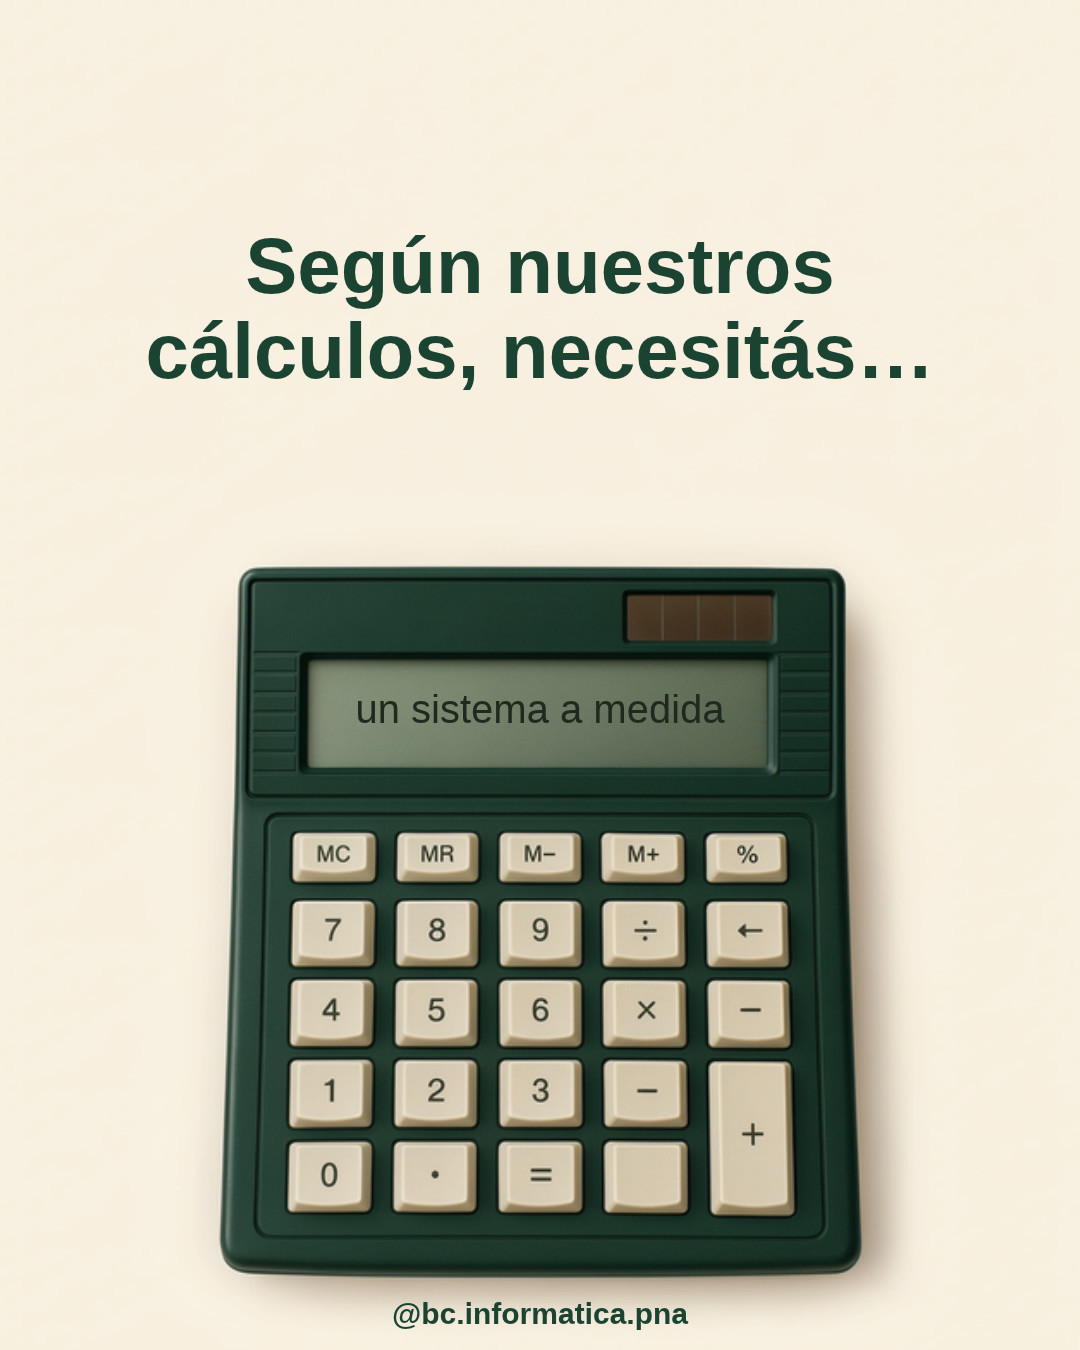 Según nuestros
cálculos, necesitás...
un sistema a medida
MC MR M− M+ %
7 8 9 ÷ ←
4 5 6 × −
1 2 3 −
+
0 · =
@bc.informatica.pna